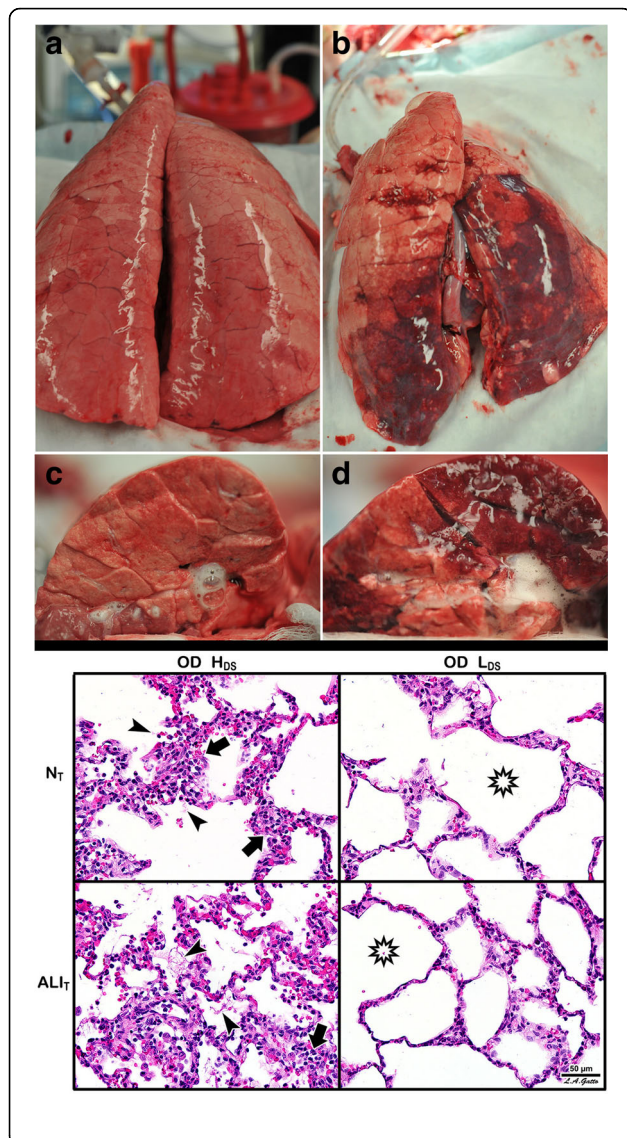 a b
c d
OD H_DS OD L_DS
N_T
ALI_T
50 μm
L.A.Gatto